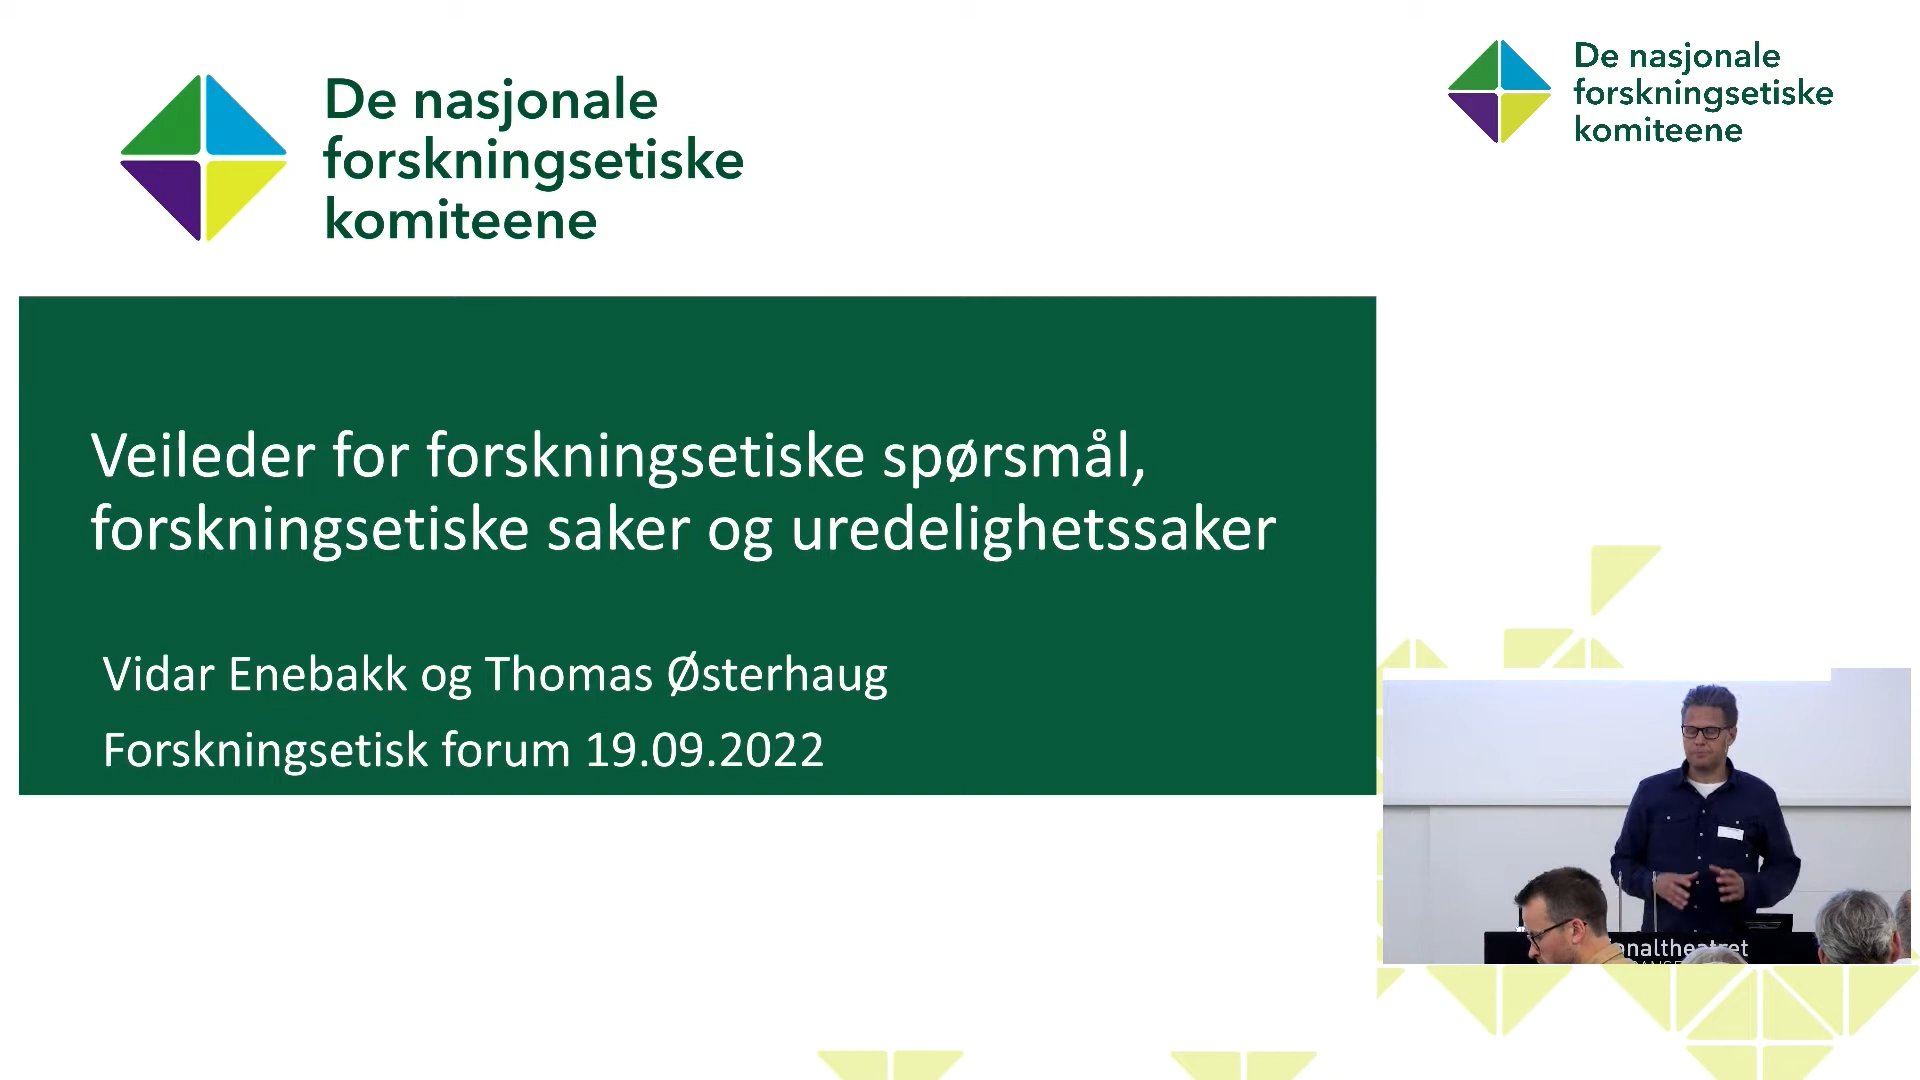 De nasjonale
forskningsetiske
komiteene
De nasjonale
forskningsetiske
komiteene
Veileder for forskningsetiske spørsmål,
forskningsetiske saker og uredelighetssaker
Vidar Enebakk og Thomas Østerhaug
Forskningsetisk forum 19.09.2022
onaltheatret